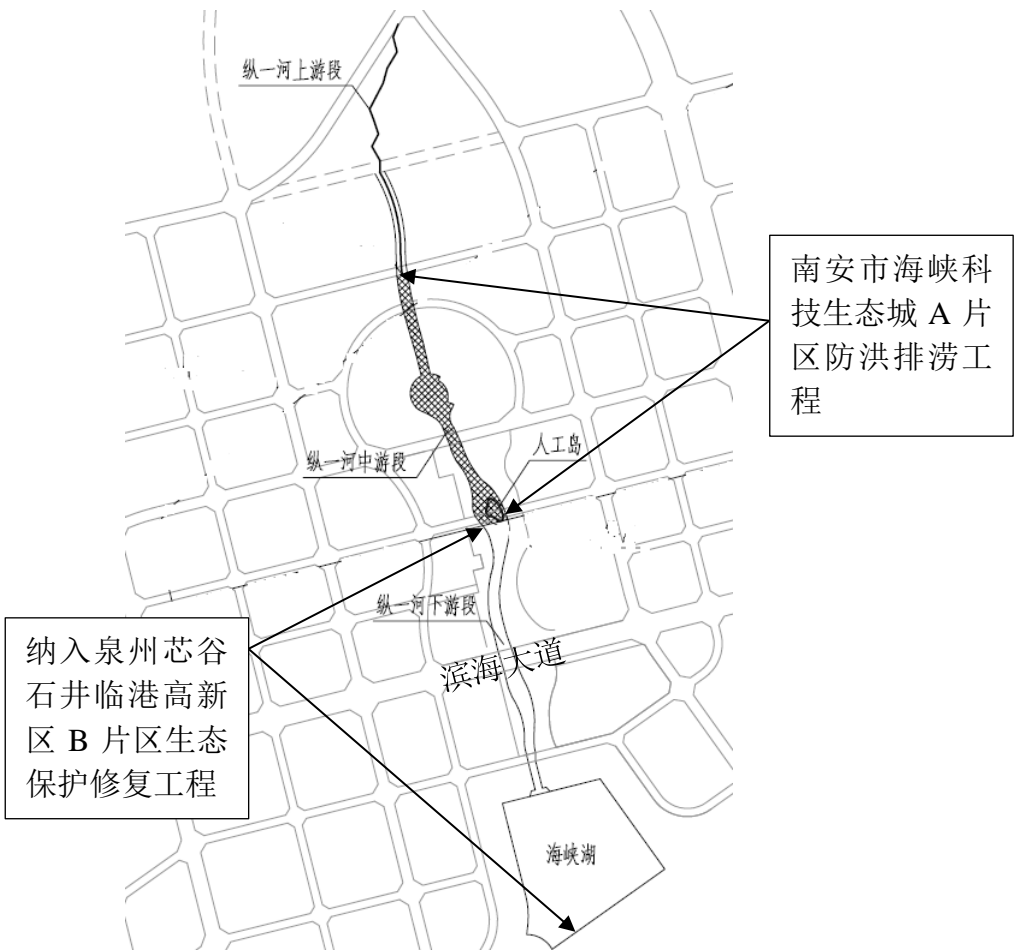 纵一河上游段
南安市海峡科
技生态城 A 片
区防洪排涝工
程
人工岛
纵一河中游段
纵一河下游段
滨海大道
纳入泉州芯谷
石井临港高新
区 B 片区生态
保护修复工程
海峡湖